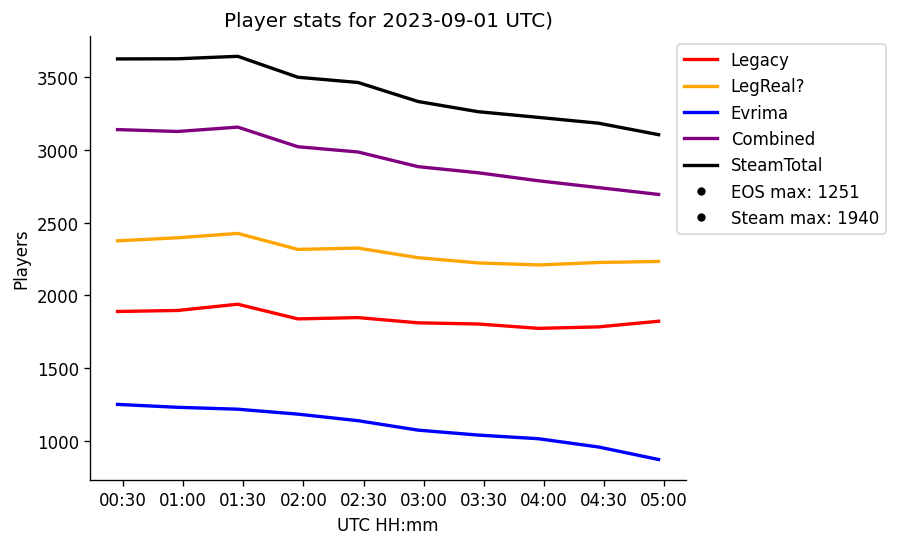 Player stats for 2023-09-01 UTC)
Players
3500
3000
2500
2000
1500
1000
00:30 01:00 01:30 02:00 02:30 03:00 03:30 04:00 04:30 05:00
UTC HH:mm
Legacy
LegReal?
Evrima
Combined
SteamTotal
EOS max: 1251
Steam max: 1940